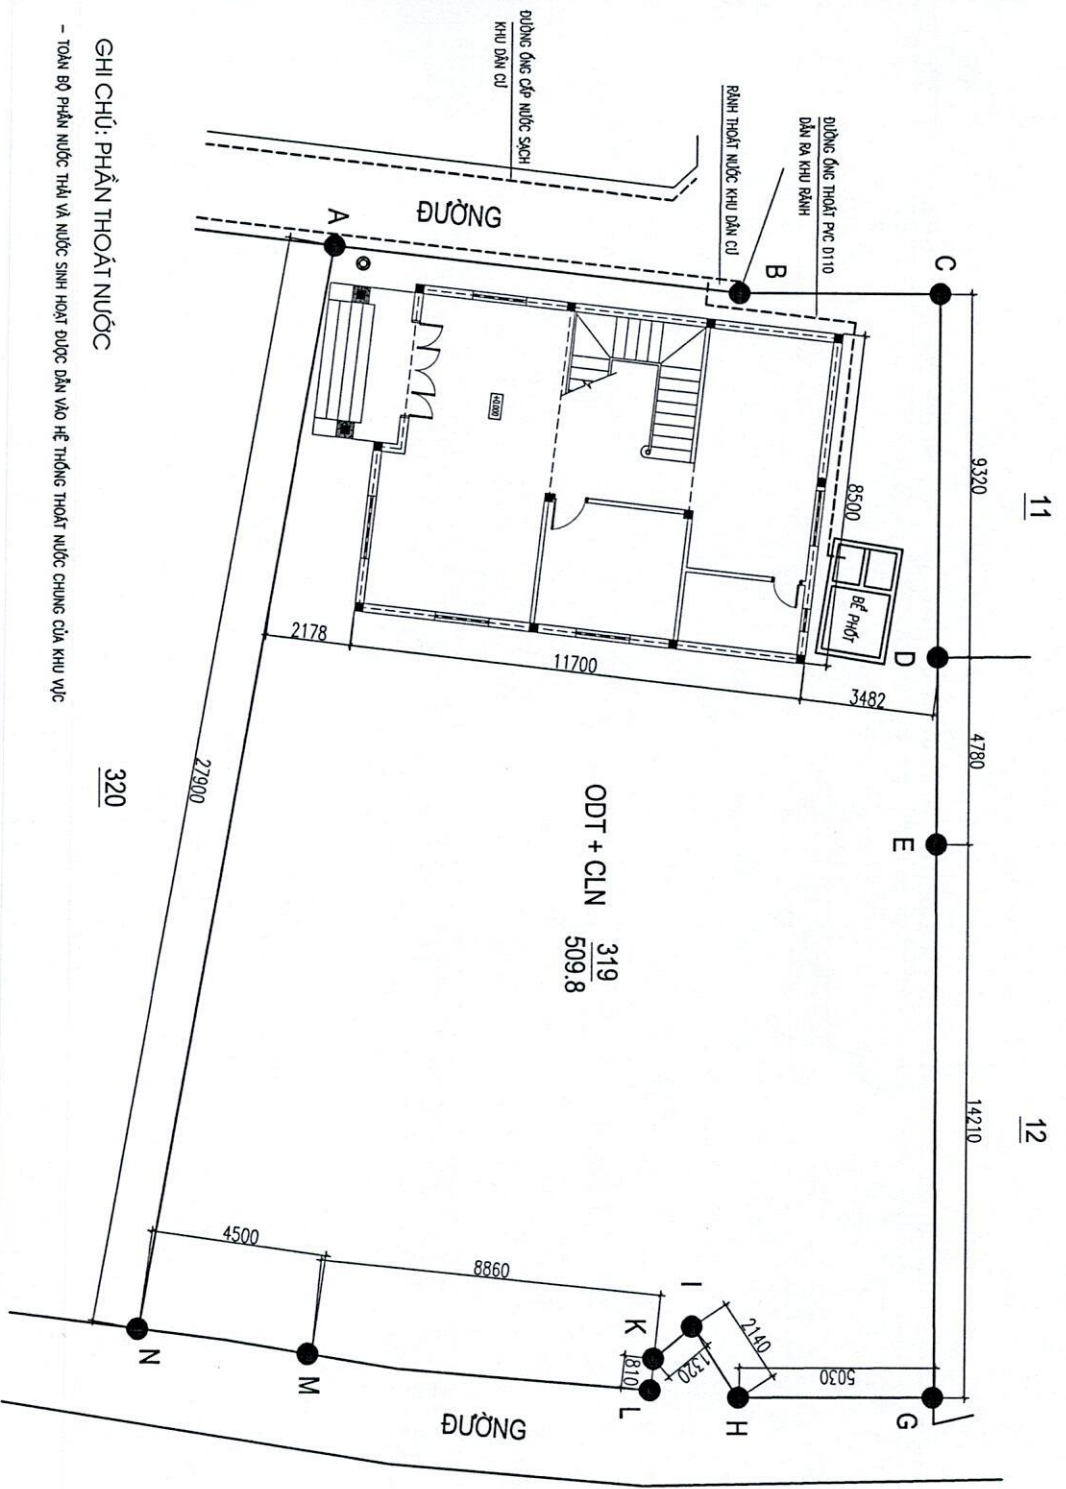 11
12
C
9320
D
4780
E
14210
G
B
ĐƯỜNG ỐNG THOÁT PVC D110
DẪN RA KHU RÃNH
RÃNH THOÁT NƯỚC KHU DÂN CƯ
ĐƯỜNG ỐNG CẤP NƯỚC SẠCH
KHU DÂN CƯ
ĐƯỜNG
A
8500
BỂ PHỐT
±0.000
3482
11700
2178
ODT + CLN
319
509.8
5030
H
2140
I
1320
K
810
L
8860
4500
M
N
ĐƯỜNG
27900
320
GHI CHÚ: PHẦN THOÁT NƯỚC
- TOÀN BỘ PHẦN NƯỚC THẢI VÀ NƯỚC SINH HOẠT ĐƯỢC DẪN VÀO HỆ THỐNG THOÁT NƯỚC CHUNG CỦA KHU VỰC